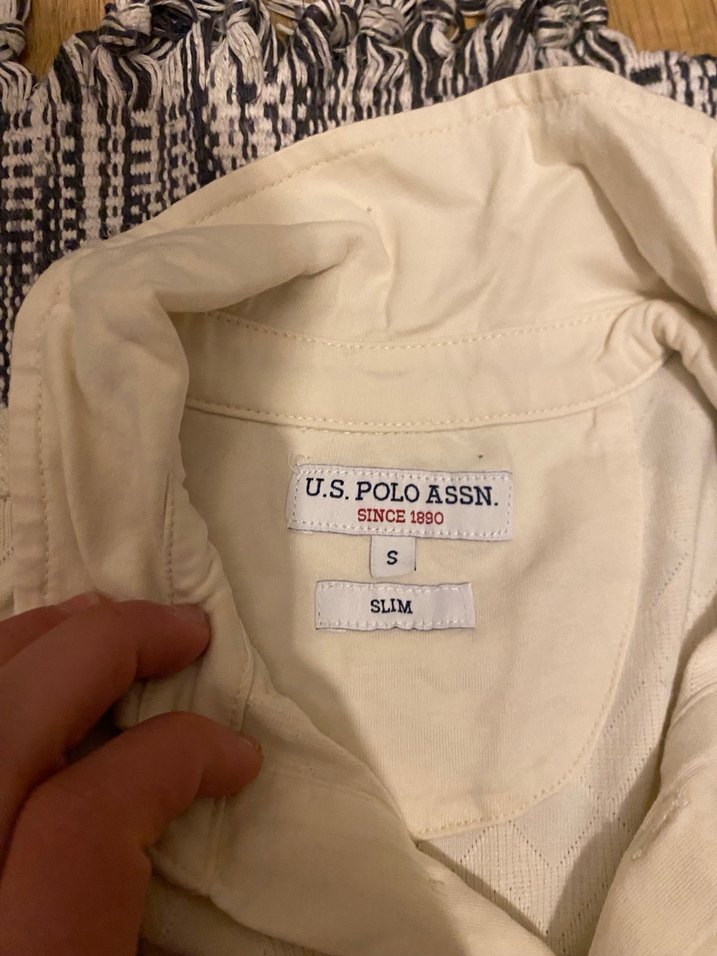 U.S. POLO ASSN.
SINCE 1890
S
SLIM